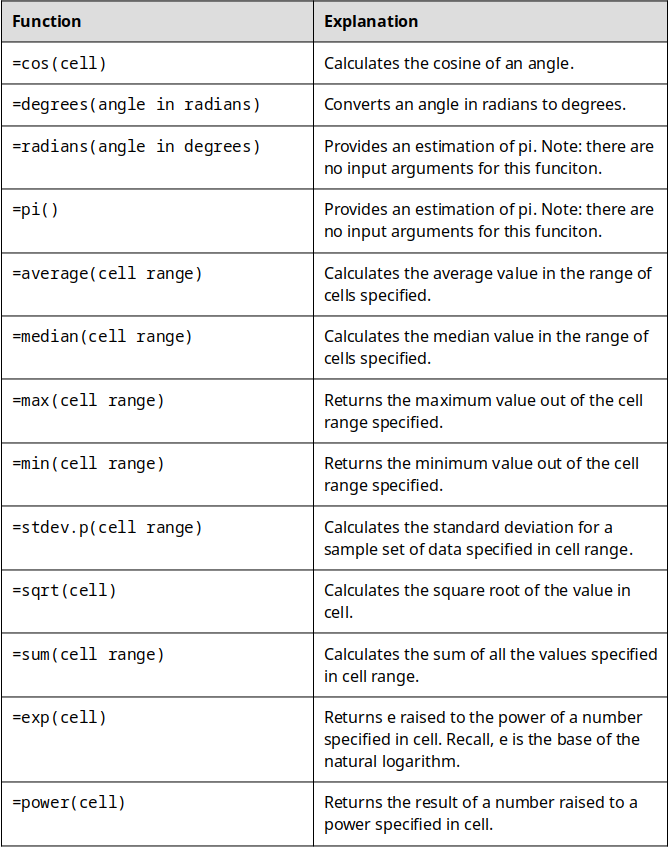 Function Explanation
=cos(cell) Calculates the cosine of an angle.
=degrees(angle in radians) Converts an angle in radians to degrees.
=radians(angle in degrees) Provides an estimation of pi. Note: there are
no input arguments for this funciton.
=pi() Provides an estimation of pi. Note: there are
no input arguments for this funciton.
=average(cell range) Calculates the average value in the range of
cells specified.
=median(cell range) Calculates the median value in the range of
cells specified.
=max(cell range) Returns the maximum value out of the cell
range specified.
=min(cell range) Returns the minimum value out of the cell
range specified.
=stdev.p(cell range) Calculates the standard deviation for a
sample set of data specified in cell range.
=sqrt(cell) Calculates the square root of the value in
cell.
=sum(cell range) Calculates the sum of all the values specified
in cell range.
=exp(cell) Returns e raised to the power of a number
specified in cell. Recall, e is the base of the
natural logarithm.
=power(cell) Returns the result of a number raised to a
power specified in cell.